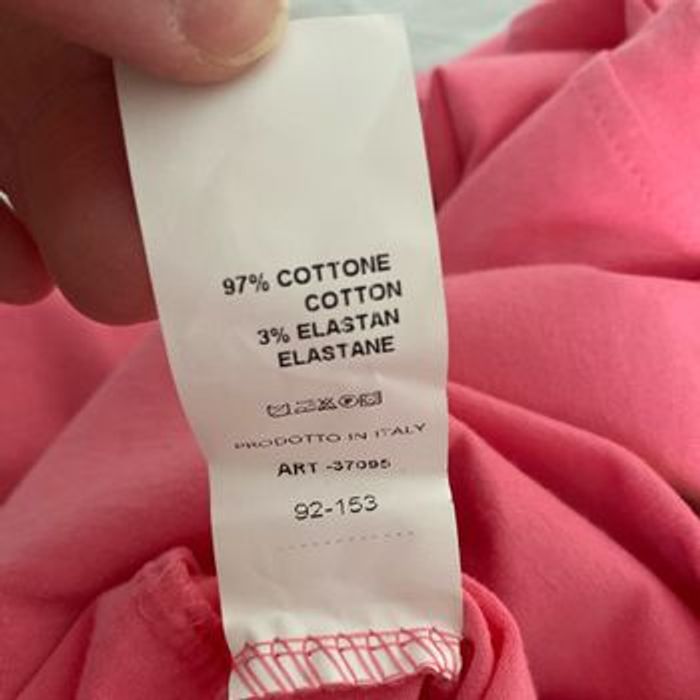 97% COTTONE
COTTON
3% ELASTAN
ELASTANE
PRODOTTO IN ITALY
ART -37095
92-153